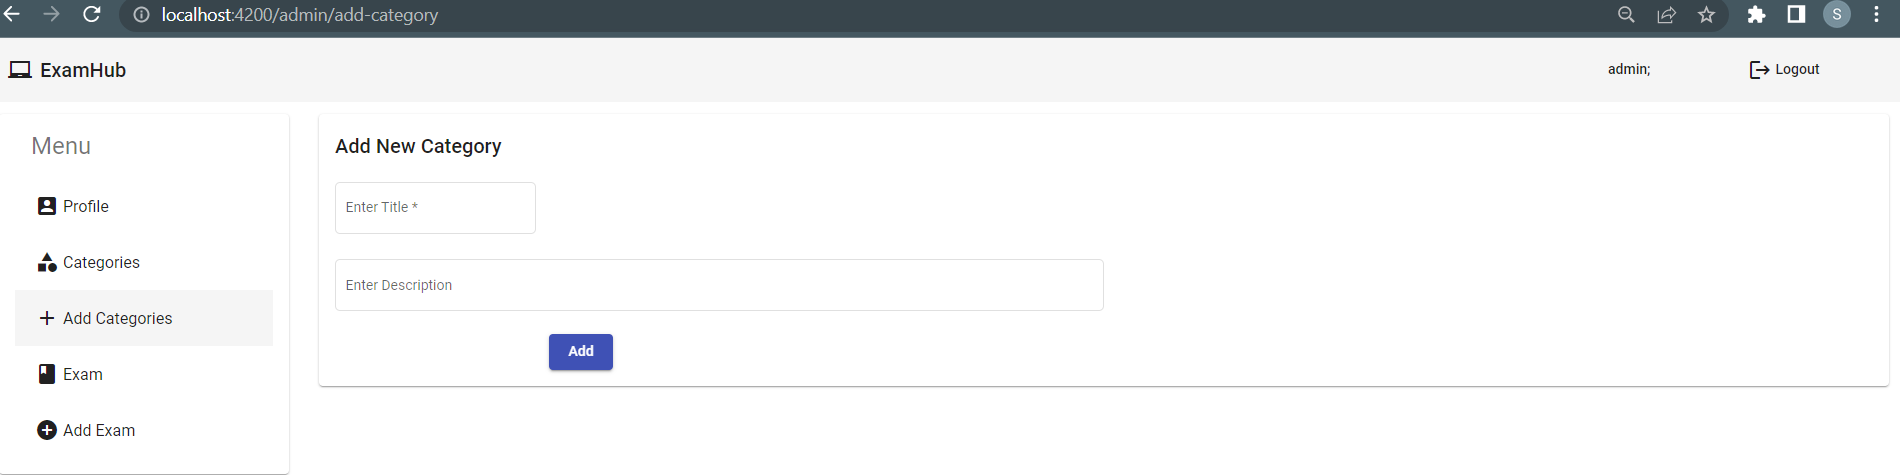 localhost:4200/admin/add-category
S
ExamHub
admin;
Logout
Menu
Profile
Categories
Add Categories
Exam
Add Exam
Add New Category
Enter Title *
Enter Description
Add